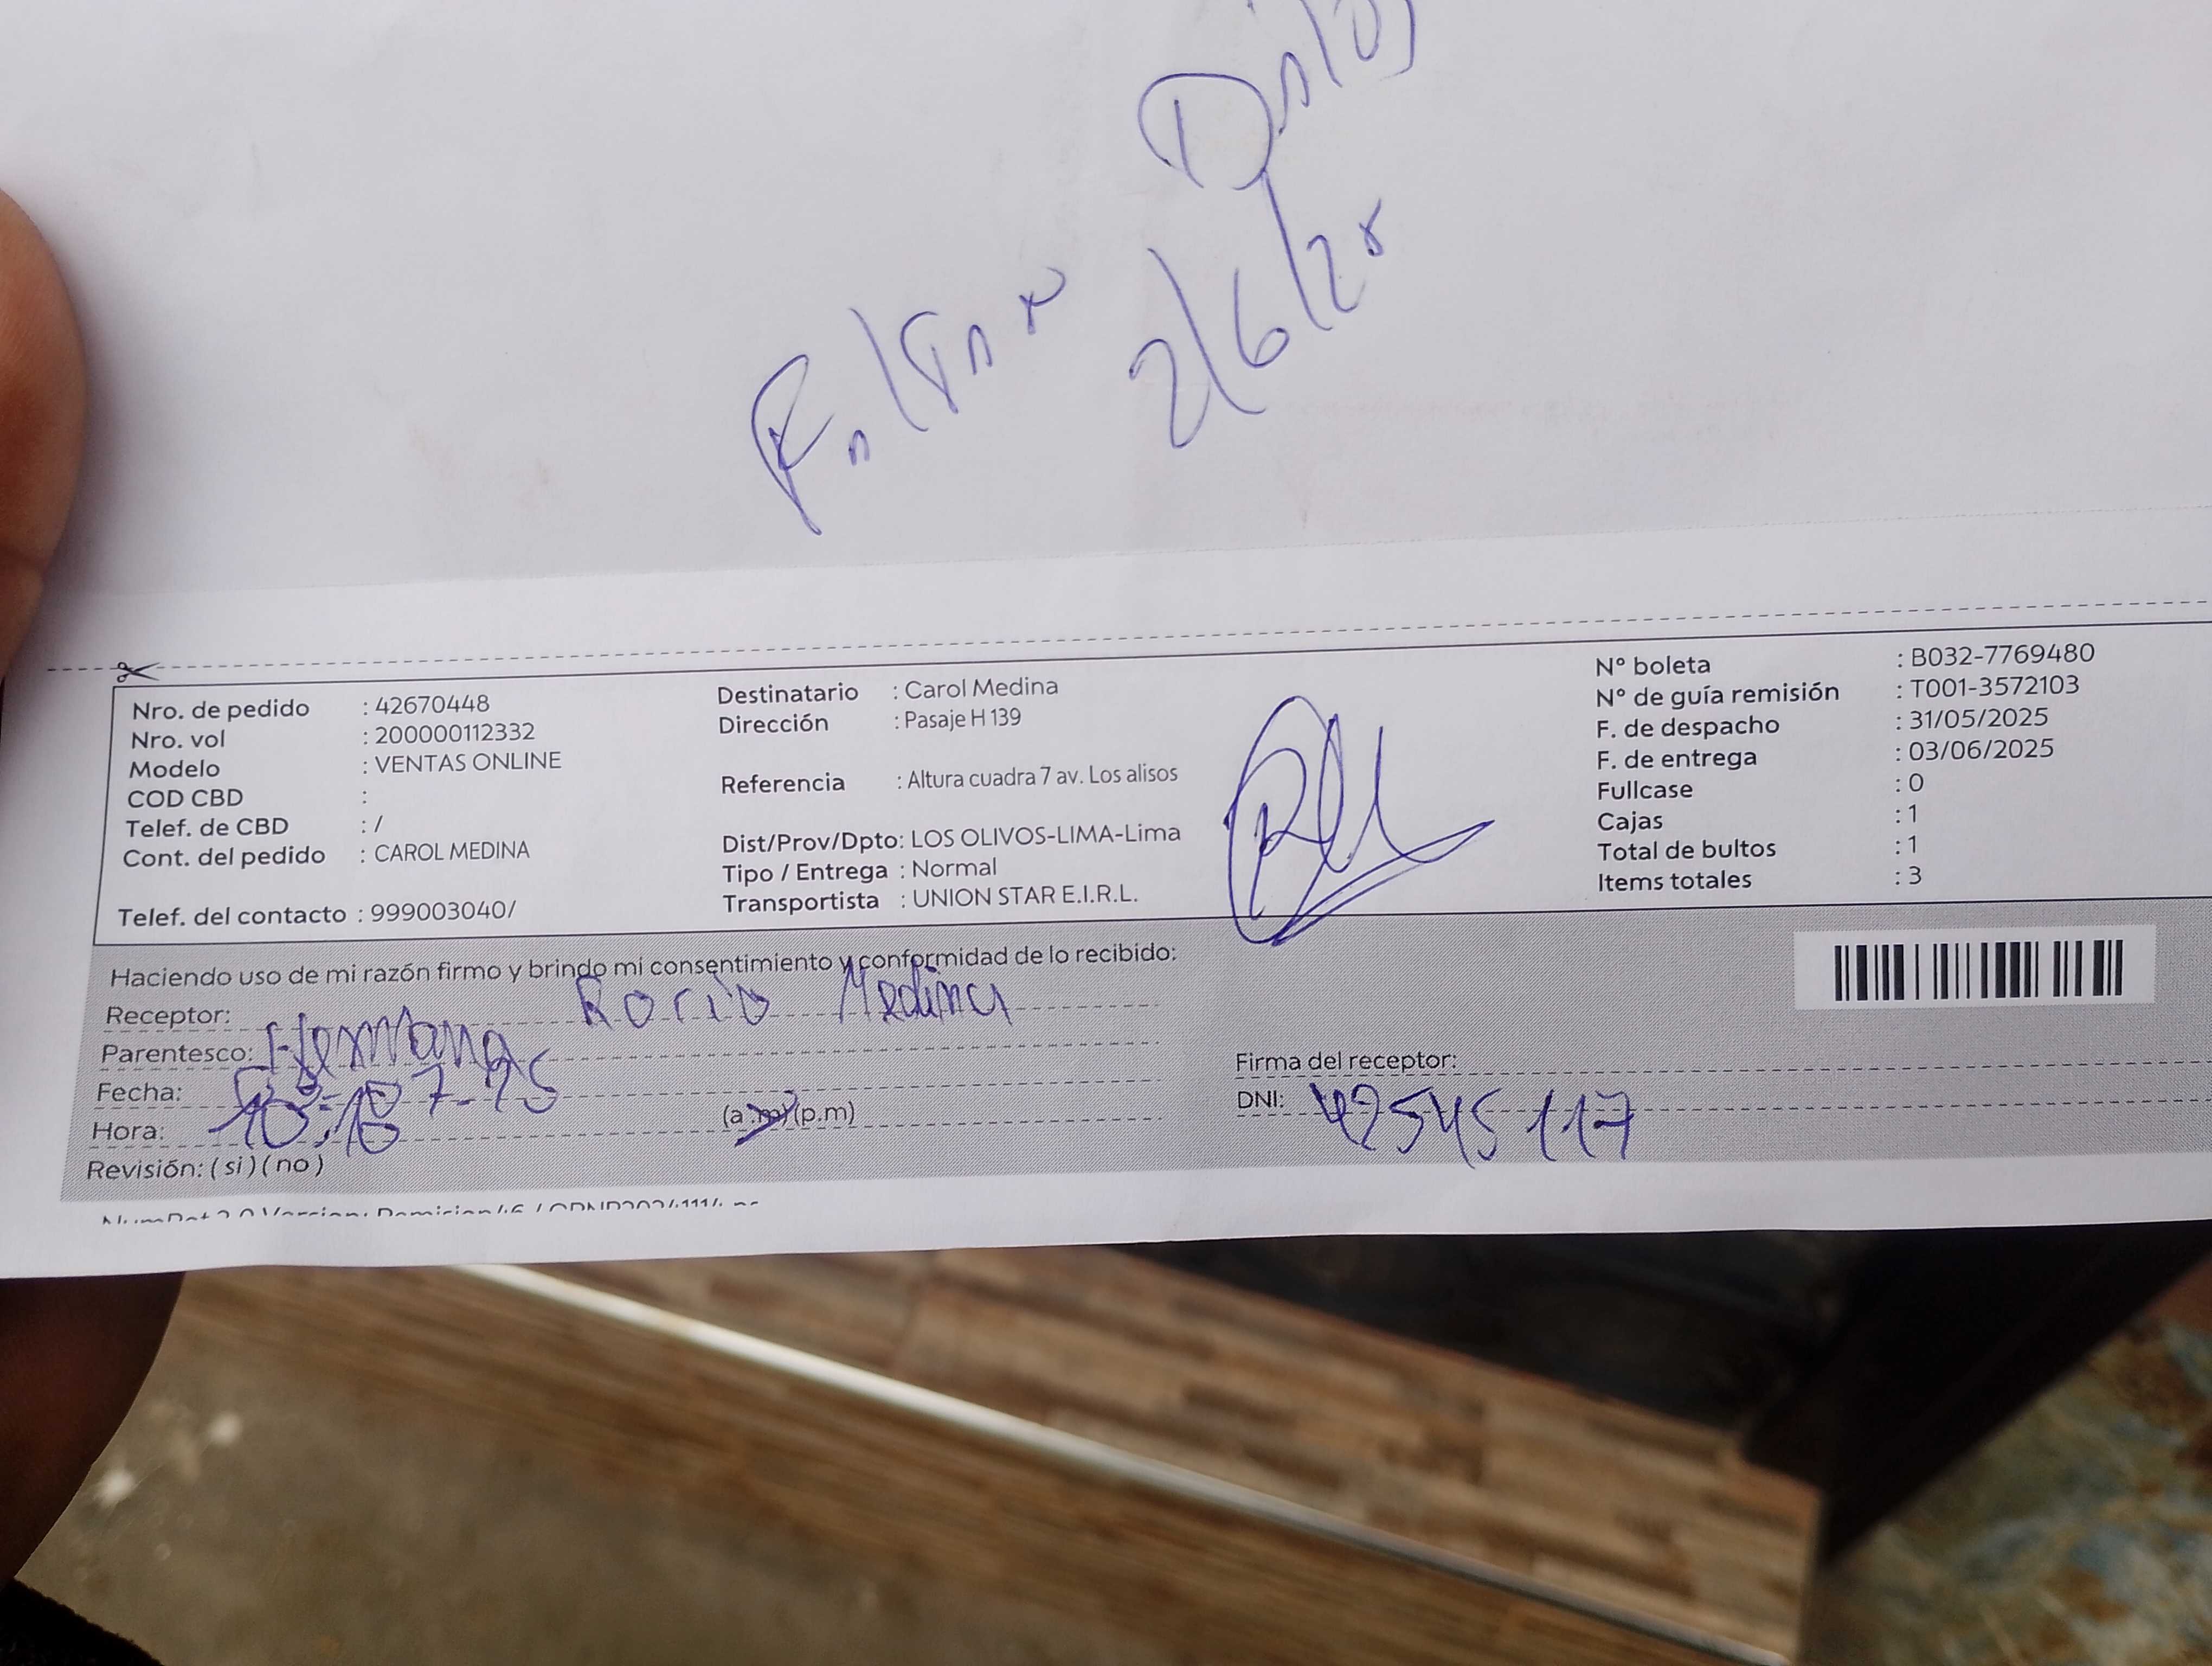 2/6/25
Nro. de pedido : 42670448
Nro. vol : 200000112332
Modelo : VENTAS ONLINE
COD CBD :
Telef. de CBD : /
Cont. del pedido : CAROL MEDINA
Telef. del contacto : 999003040/
Destinatario : Carol Medina
Dirección : Pasaje H 139
Referencia : Altura cuadra 7 av. Los alisos
Dist/Prov/Dpto: LOS OLIVOS-LIMA-Lima
Tipo / Entrega : Normal
Transportista : UNION STAR E.I.R.L.
N° boleta : B032-7769480
N° de guía remisión : T001-3572103
F. de despacho : 31/05/2025
F. de entrega : 03/06/2025
Fullcase : 0
Cajas : 1
Total de bultos : 1
Items totales : 3
Haciendo uso de mi razón firmo y brindo mi consentimiento y conformidad de lo recibido:
Receptor: Rocio Medina
Parentesco: Hermana
Fecha:
Hora: (a.m) (p.m)
Revisión: (si) (no)
Firma del receptor:
DNI: 42545117